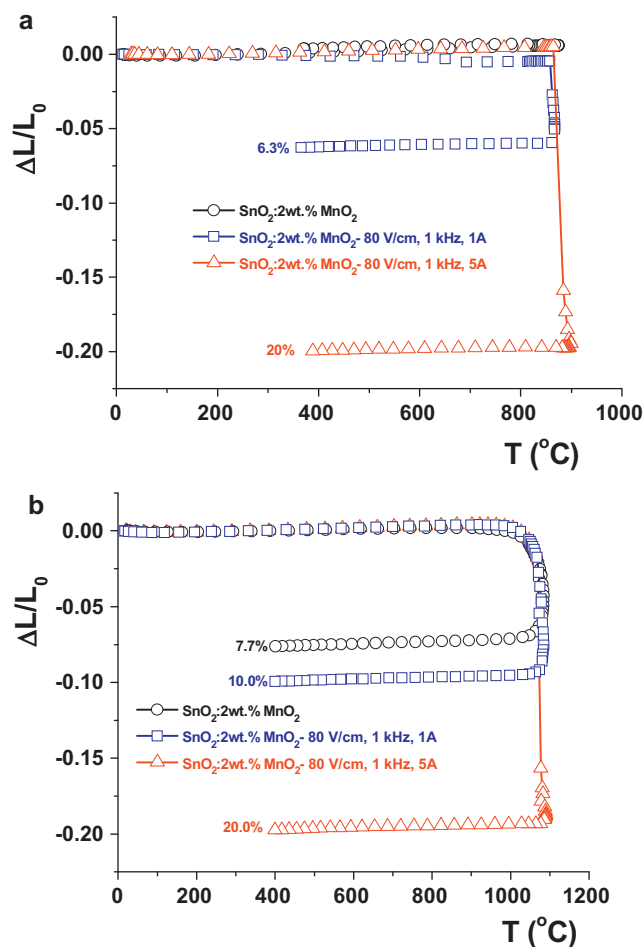 a
0.00
-0.05
-0.10
-0.15
-0.20
ΔL/L₀
6.3%
SnO₂:2wt.% MnO₂
SnO₂:2wt.% MnO₂- 80 V/cm, 1 kHz, 1A
SnO₂:2wt.% MnO₂- 80 V/cm, 1 kHz, 5A
20%
0 200 400 600 800 1000
T (°C)
b
0.00
-0.05
-0.10
-0.15
-0.20
ΔL/L₀
7.7%
10.0%
SnO₂:2wt.% MnO₂
SnO₂:2wt.% MnO₂- 80 V/cm, 1 kHz, 1A
SnO₂:2wt.% MnO₂- 80 V/cm, 1 kHz, 5A
20.0%
0 200 400 600 800 1000 1200
T (°C)